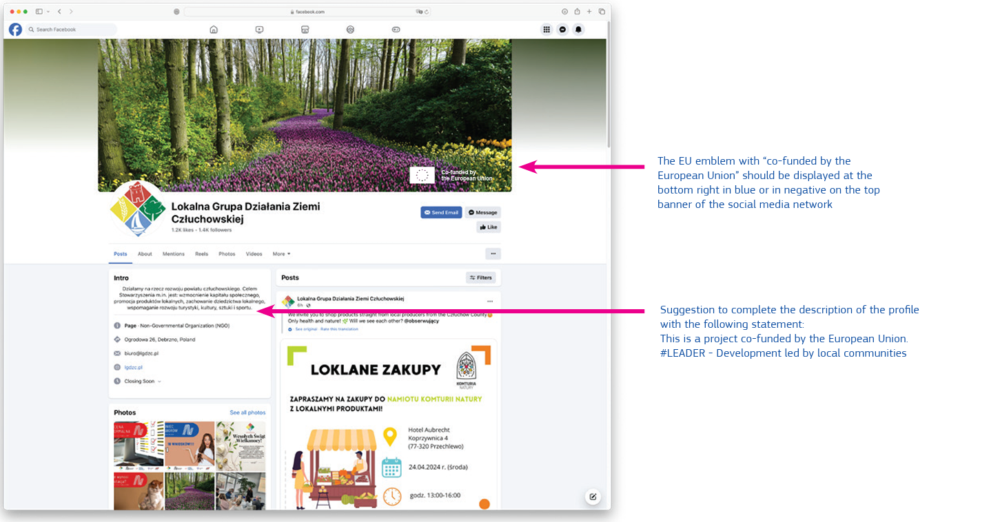 facebook.com
Search Facebook
Co-funded by
the European Union
The EU emblem with “co-funded by the
European Union” should be displayed at the
bottom right in blue or in negative on the top
banner of the social media network
Lokalna Grupa Działania Ziemi
Człuchowskiej
1.2K likes • 1.4K followers
Send Email
Message
Like
Posts
About
Mentions
Reels
Photos
Videos
More
Intro
Działamy na rzecz rozwoju powiatu człuchowskiego. Celem
Stowarzyszenia m.in. jest: wzmocnienie kapitału społecznego,
promocja produktów lokalnych, zachowanie dziedzictwa lokalnego,
wspomaganie rozwoju turystyki, kultury, sztuki i sportu.
Page · Non-Governmental Organization (NGO)
Ogrodowa 26, Debrzno, Poland
biuro@lgdzc.pl
lgdzc.pl
Closing Soon
Photos
See all photos
Wesołych Świąt
Wielkanocy!
Posts
Filters
Lokalna Grupa Działania Ziemi Człuchowskiej
6h
We invite you to shop products straight from local producers from the Człuchow County
Only health and nature! 🌿 Will we see each other? @obserwujący
See original · Rate this translation
LOKLANE ZAKUPY
KOMTURIA
NATURY
ZAPRASZAMY NA ZAKUPY DO NAMIOTU KOMTURII NATURY
Z LOKALNYMI PRODUKTAMI!
Hotel Aubrecht
Koprzywnica 4
(77-320 Przechlewo)
24.04.2024 r. (środa)
godz. 13:00-16:00
Suggestion to complete the description of the profile
with the following statement:
This is a project co-funded by the European Union.
#LEADER - Development led by local communities